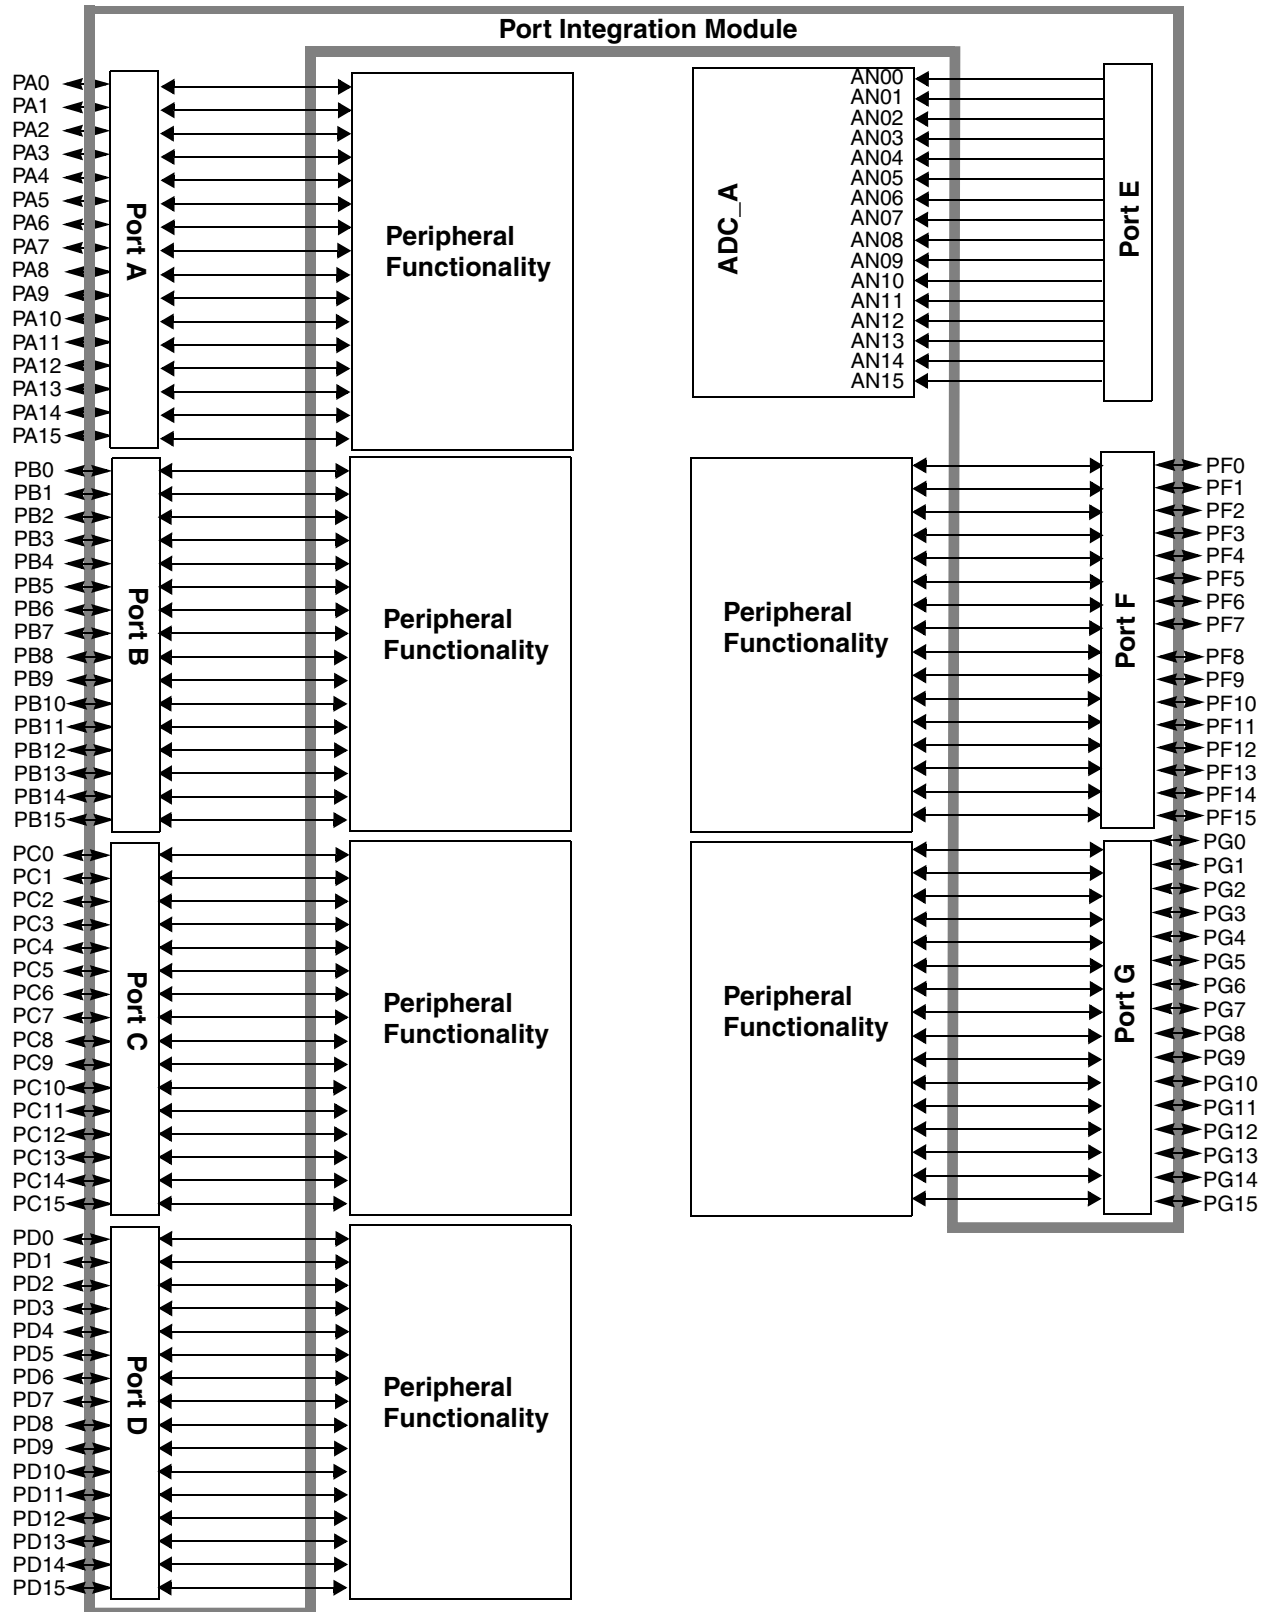 Port Integration Module
PA0
PA1
PA2
PA3
PA4
PA5
PA6
PA7
PA8
PA9
PA10
PA11
PA12
PA13
PA14
PA15
Port A
Peripheral
Functionality
ADC_A
AN00
AN01
AN02
AN03
AN04
AN05
AN06
AN07
AN08
AN09
AN10
AN11
AN12
AN13
AN14
AN15
Port E
PB0
PB1
PB2
PB3
PB4
PB5
PB6
PB7
PB8
PB9
PB10
PB11
PB12
PB13
PB14
PB15
Port B
Peripheral
Functionality
Peripheral
Functionality
Port F
PF0
PF1
PF2
PF3
PF4
PF5
PF6
PF7
PF8
PF9
PF10
PF11
PF12
PF13
PF14
PF15
PC0
PC1
PC2
PC3
PC4
PC5
PC6
PC7
PC8
PC9
PC10
PC11
PC12
PC13
PC14
PC15
Port C
Peripheral
Functionality
Peripheral
Functionality
Port G
PG0
PG1
PG2
PG3
PG4
PG5
PG6
PG7
PG8
PG9
PG10
PG11
PG12
PG13
PG14
PG15
PD0
PD1
PD2
PD3
PD4
PD5
PD6
PD7
PD8
PD9
PD10
PD11
PD12
PD13
PD14
PD15
Port D
Peripheral
Functionality